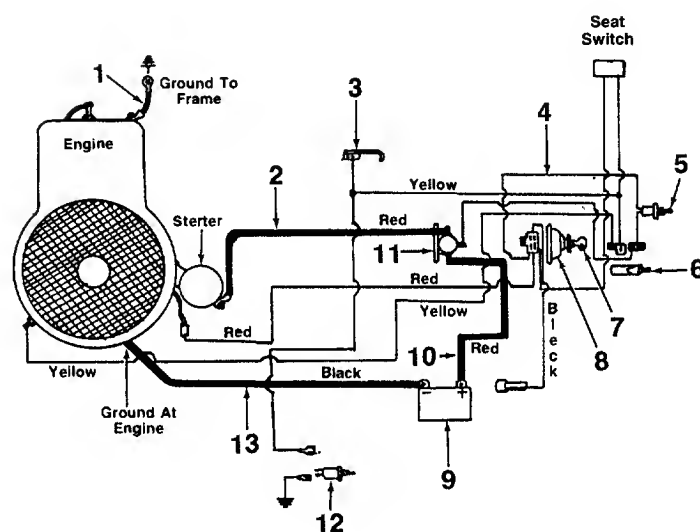 Seat
Switch
1
Ground To
Frame
3
Engine
4
5
Yellow
2
Sterter
Red
11
6
Red
7
Red
Yellow
8
Bleck
10
Red
Yellow
Black
Ground At
Engine
13
9
12